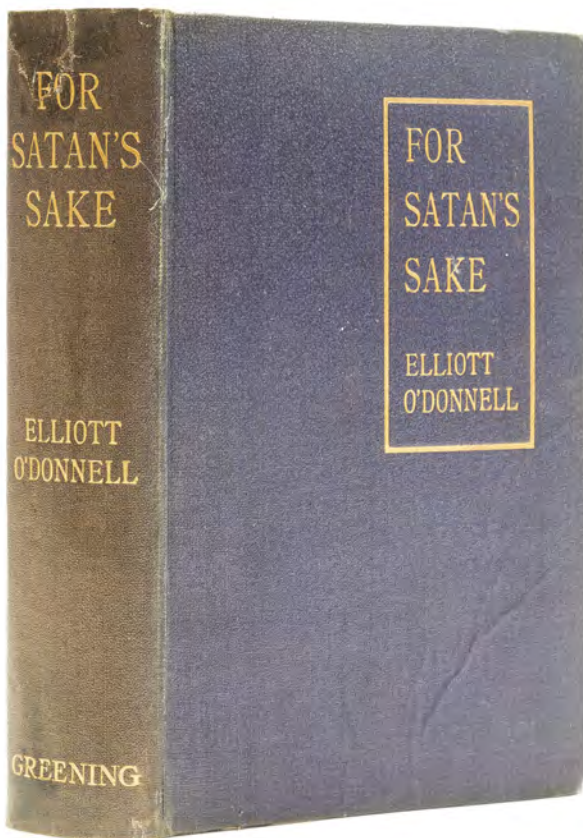 FOR
SATAN'S
SAKE
ELLIOTT
O'DONNELL
GREENING
FOR
SATAN'S
SAKE
ELLIOTT
O'DONNELL